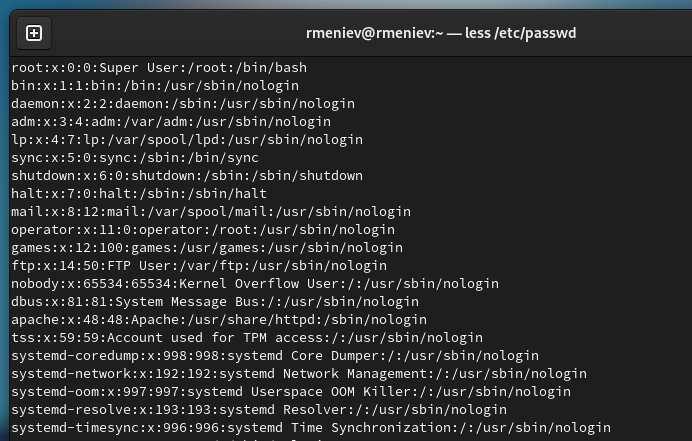 rmeniev@rmeniev:~ — less /etc/passwd
root:x:0:0:Super User:/root:/bin/bash
bin:x:1:1:bin:/bin:/usr/sbin/nologin
daemon:x:2:2:daemon:/sbin:/usr/sbin/nologin
adm:x:3:4:adm:/var/adm:/usr/sbin/nologin
lp:x:4:7:lp:/var/spool/lpd:/usr/sbin/nologin
sync:x:5:0:sync:/sbin:/bin/sync
shutdown:x:6:0:shutdown:/sbin:/sbin/shutdown
halt:x:7:0:halt:/sbin:/sbin/halt
mail:x:8:12:mail:/var/spool/mail:/usr/sbin/nologin
operator:x:11:0:operator:/root:/usr/sbin/nologin
games:x:12:100:games:/usr/games:/usr/sbin/nologin
ftp:x:14:50:FTP User:/var/ftp:/usr/sbin/nologin
nobody:x:65534:65534:Kernel Overflow User:/:/usr/sbin/nologin
dbus:x:81:81:System Message Bus:/:/usr/sbin/nologin
apache:x:48:48:Apache:/usr/share/httpd:/sbin/nologin
tss:x:59:59:Account used for TPM access:/:/usr/sbin/nologin
systemd-coredump:x:998:998:systemd Core Dumper:/:/usr/sbin/nologin
systemd-network:x:192:192:systemd Network Management:/:/usr/sbin/nologin
systemd-oom:x:997:997:systemd Userspace OOM Killer:/:/usr/sbin/nologin
systemd-resolve:x:193:193:systemd Resolver:/:/usr/sbin/nologin
systemd-timesync:x:996:996:systemd Time Synchronization:/:/usr/sbin/nologin